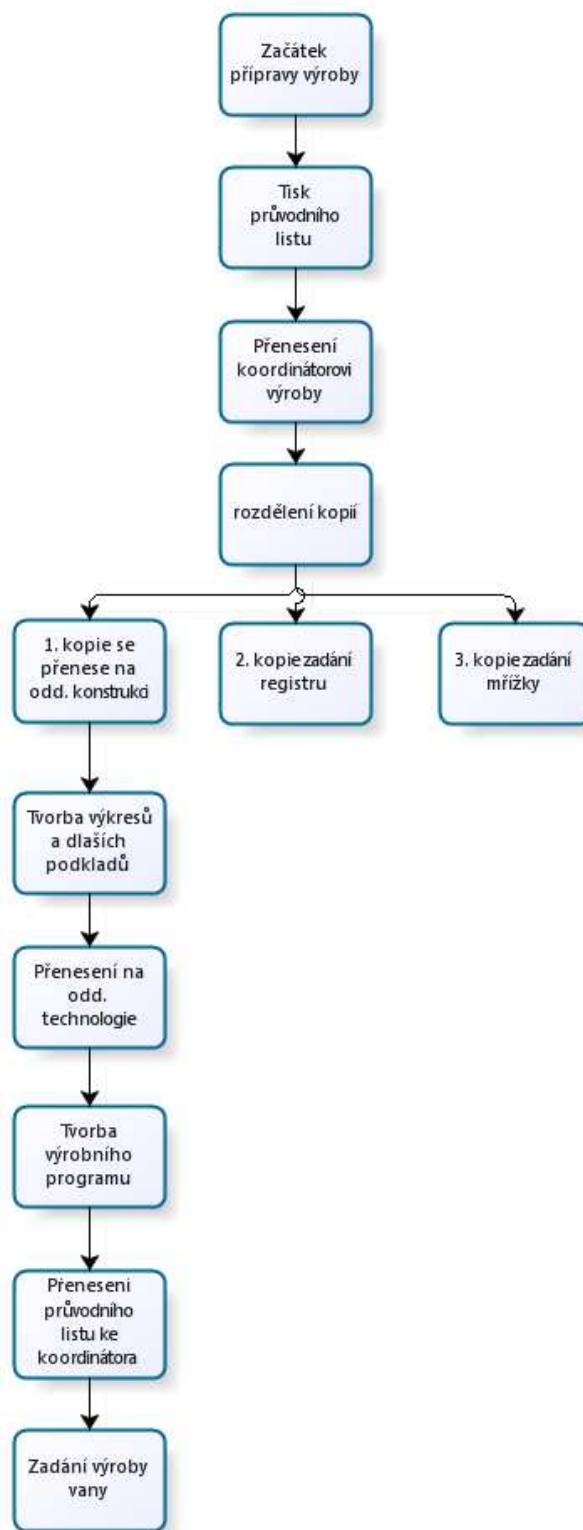 Začátek
přípravy výroby
Tisk
průvodního
listu
Přenesení
koordinátorovi
výroby
rozdělení kopií
1. kopie se
přenese na
odd. konstrukci
2. kopie zadání
registru
3. kopie zadání
mřížky
Tvorba výkresů
a dlaších
podkladů
Přenesení na
odd.
technologie
Tvorba
výrobního
programu
Přeneseni
průvodního
listu ke
koordinátora
Zadání výroby
vany